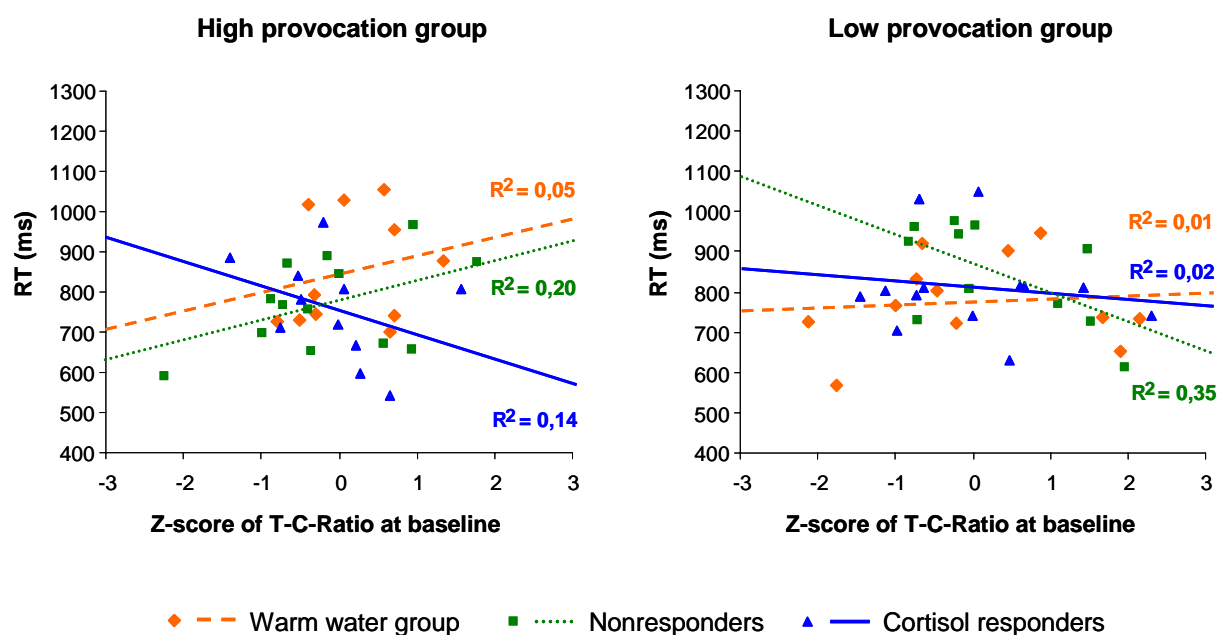 High provocation group
1300
1200
1100
1000
900
800
700
600
500
400
RT (ms)
R2 = 0,05
R2 = 0,20
R2 = 0,14
-3
-2
-1
0
1
2
3
Z-score of T-C-Ratio at baseline
Low provocation group
1300
1200
1100
1000
900
800
700
600
500
400
RT (ms)
R2 = 0,01
R2 = 0,02
R2 = 0,35
-3
-2
-1
0
1
2
3
Z-score of T-C-Ratio at baseline
Warm water group
Nonresponders
Cortisol responders